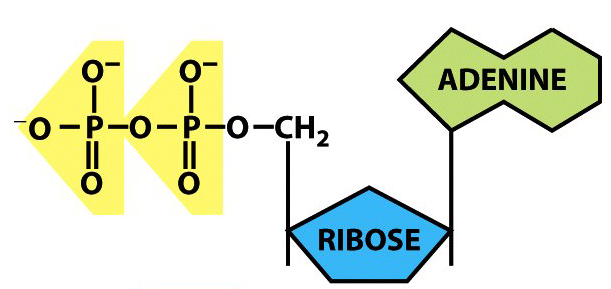 O⁻ O⁻
ADENINE
⁻O–P–O–P–O–CH₂
O O
RIBOSE